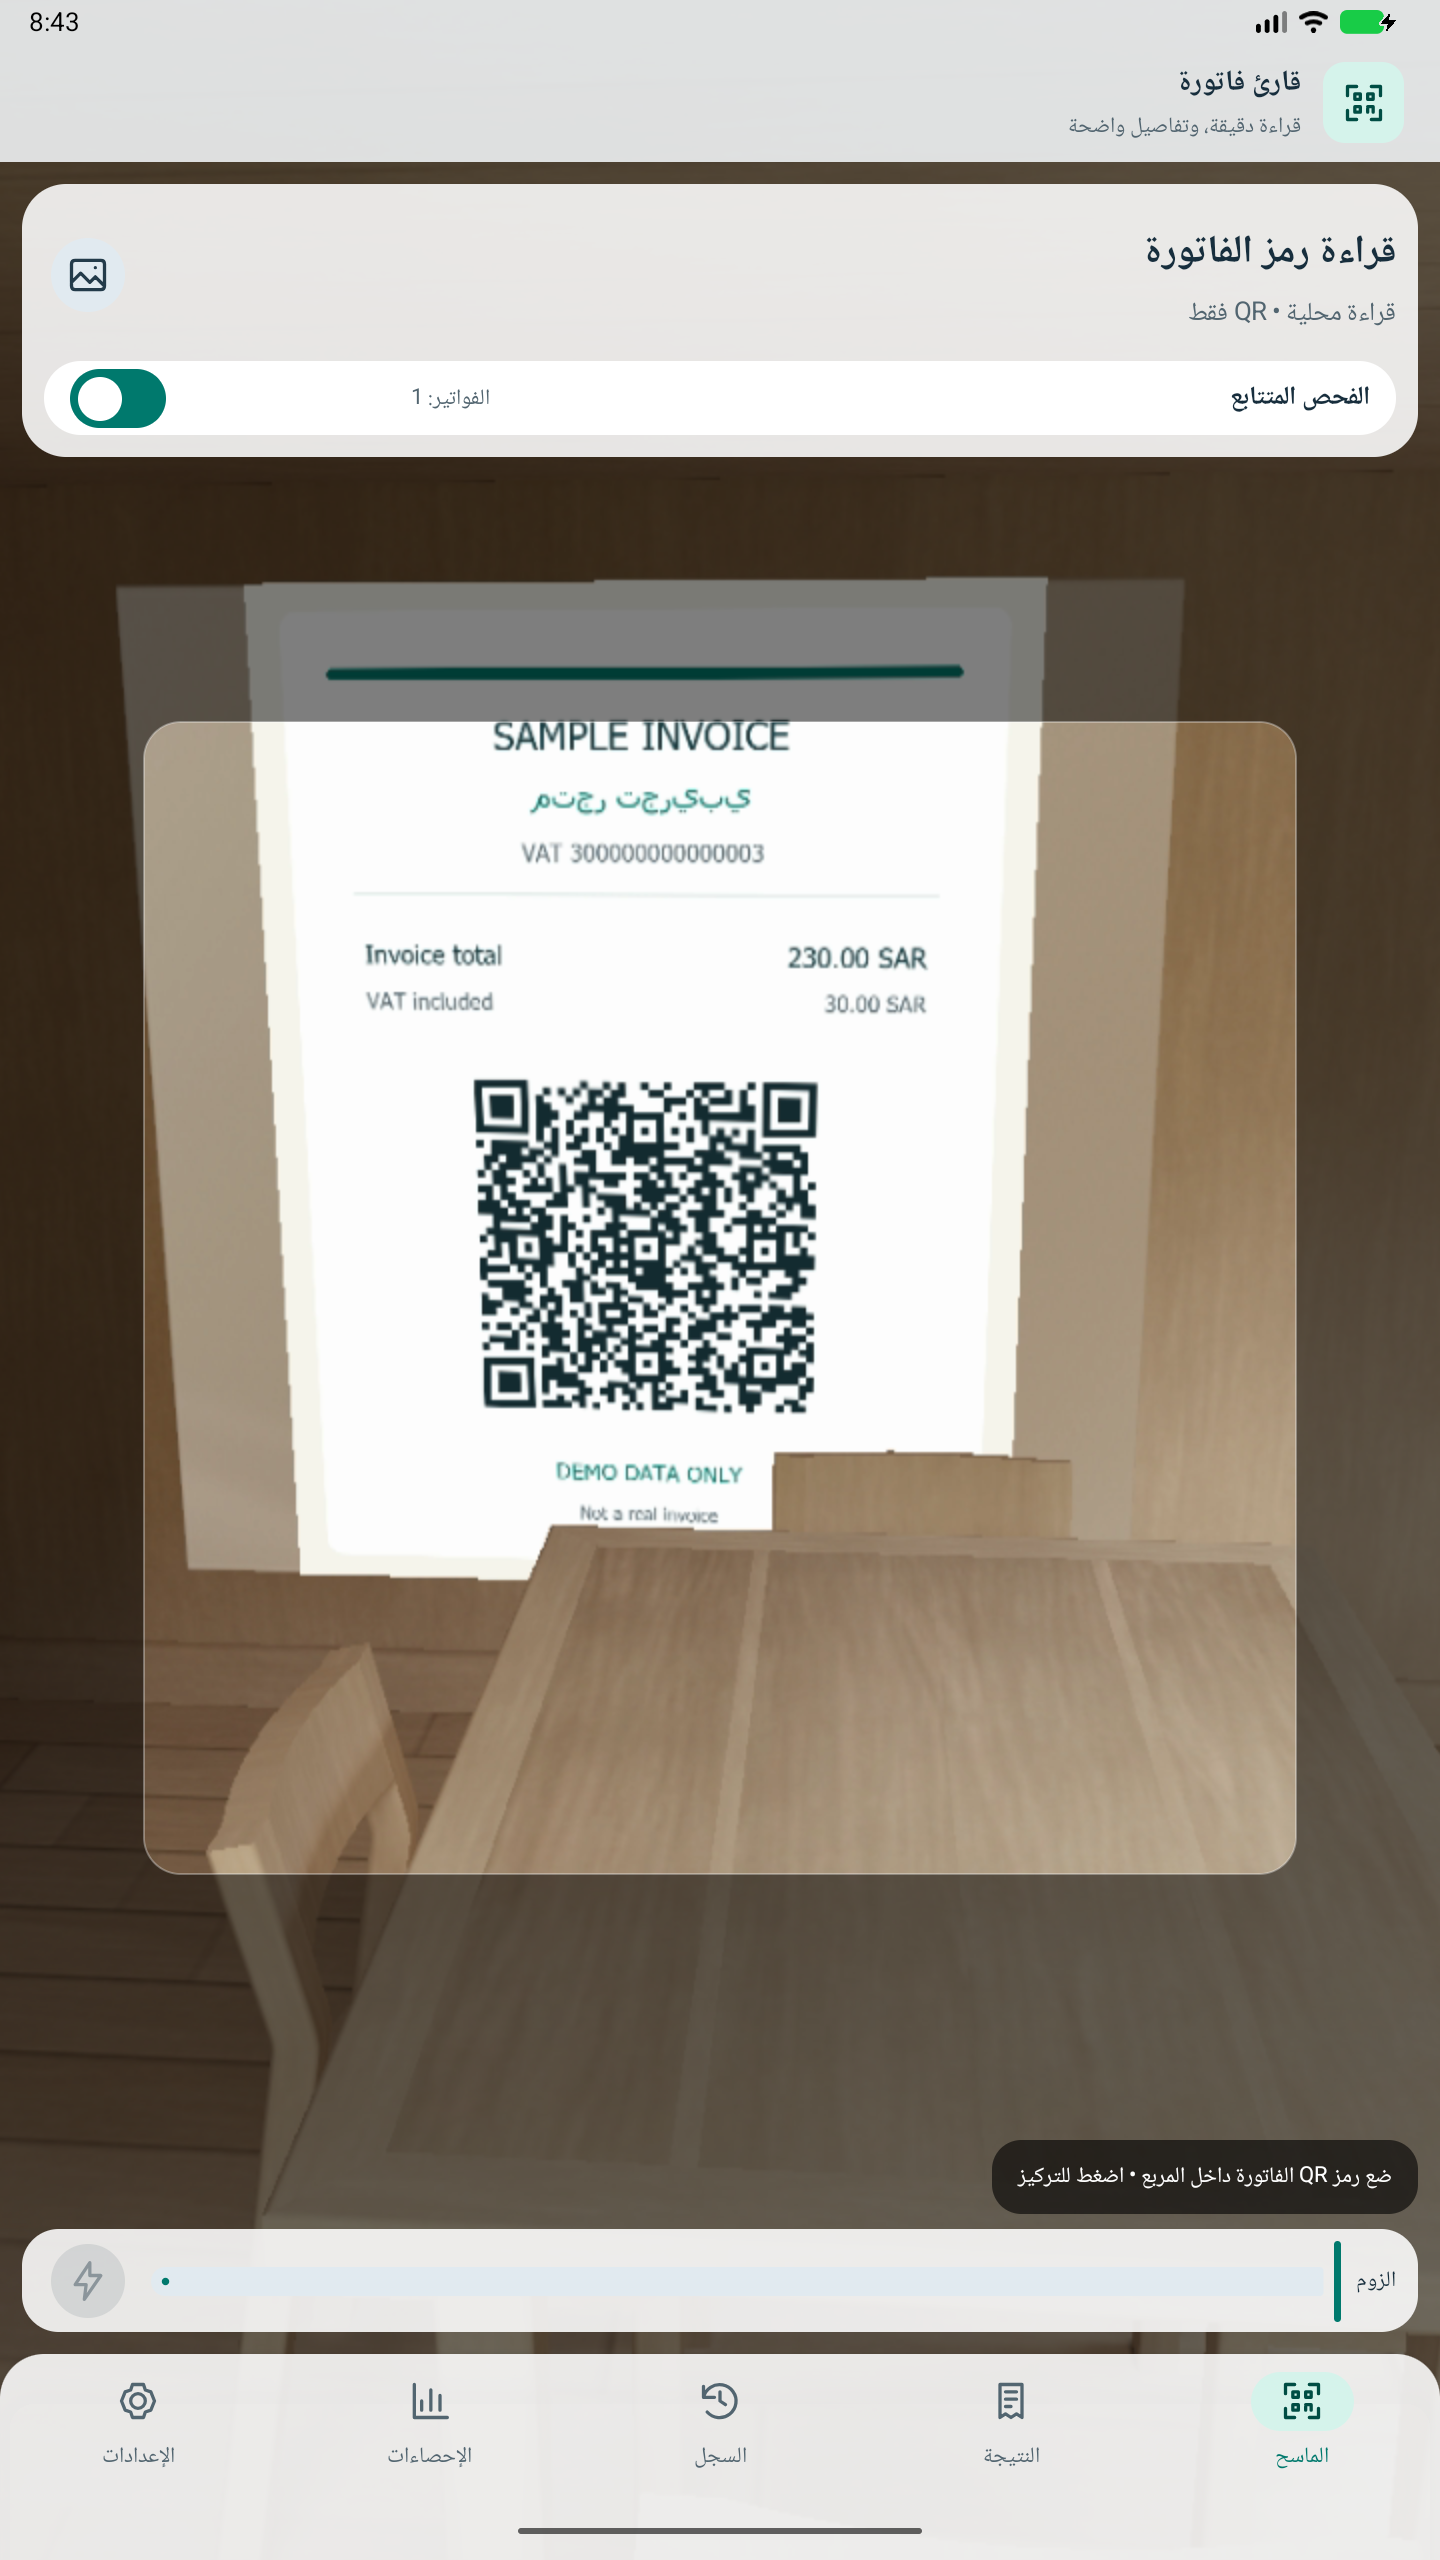 8:43
قارئ فاتورة
قراءة دقيقة، وتفاصيل واضحة
قراءة رمز الفاتورة
قراءة محلية • QR فقط
الفحص المتتابع
الفواتير: 1
SAMPLE INVOICE
يبيرجت رجتم
VAT 300000000000003
Invoice total 230.00 SAR
VAT included 30.00 SAR
DEMO DATA ONLY
Not a real invoice
ضع رمز QR الفاتورة داخل المربع • اضغط للتركيز
الزوم
الماسح
النتيجة
السجل
الإحصاءات
الإعدادات